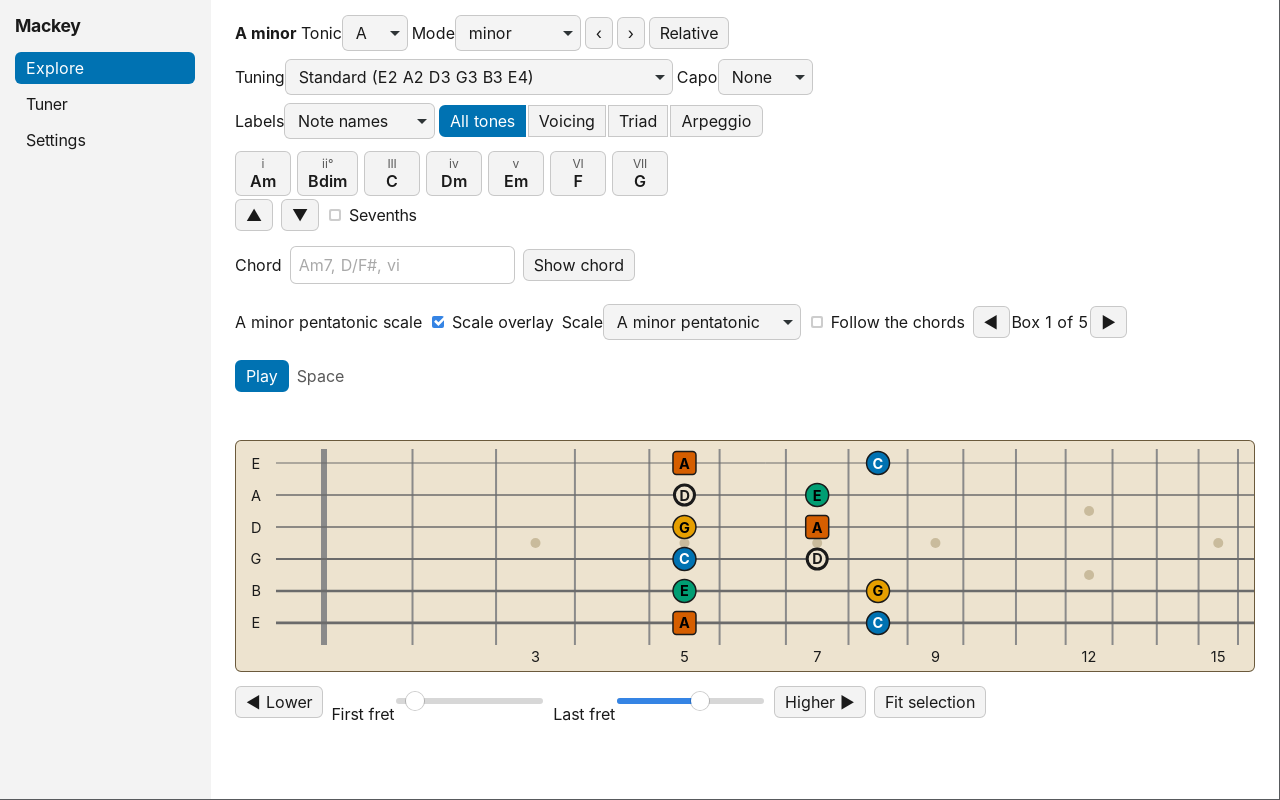 Mackey
Explore
Tuner
Settings
A minor Tonic A Mode minor ‹ › Relative
Tuning Standard (E2 A2 D3 G3 B3 E4) Capo None
Labels Note names All tones Voicing Triad Arpeggio
i ii° III iv v VI VII
Am Bdim C Dm Em F G
▲ ▼ Sevenths
Chord Am7, D/F#, vi Show chord
A minor pentatonic scale Scale overlay Scale A minor pentatonic Follow the chords ◀ Box 1 of 5 ▶
Play Space
E A C
A D E
D G A
G C D
B E G
E A C
3 5 7 9 12 15
◀ Lower First fret Last fret Higher ▶ Fit selection